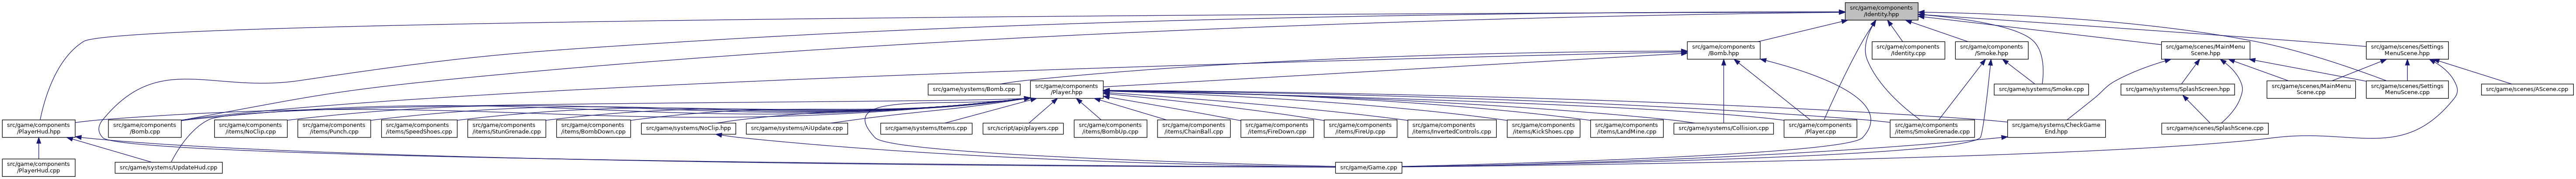 src/game/components
/Identity.hpp
src/game/components
/Bomb.hpp
src/game/components
/Identity.cpp
src/game/components
/Smoke.hpp
src/game/scenes/MainMenu
Scene.hpp
src/game/scenes/Settings
MenuScene.hpp
src/game/systems/Bomb.cpp
src/game/components
/Player.hpp
src/game/systems/Smoke.cpp
src/game/systems/SplashScreen.hpp
src/game/scenes/MainMenu
Scene.cpp
src/game/scenes/Settings
MenuScene.cpp
src/game/scenes/AScene.cpp
src/game/components
/PlayerHud.hpp
src/game/components
/Bomb.cpp
src/game/components
/items/NoClip.cpp
src/game/components
/items/Punch.cpp
src/game/components
/items/SpeedShoes.cpp
src/game/components
/items/StunGrenade.cpp
src/game/components
/items/BombDown.cpp
src/game/systems/NoClip.hpp
src/game/systems/AiUpdate.cpp
src/game/systems/Items.cpp
src/script/api/players.cpp
src/game/components
/items/BombUp.cpp
src/game/components
/items/ChainBall.cpp
src/game/components
/items/FireDown.cpp
src/game/components
/items/FireUp.cpp
src/game/components
/items/InvertedControls.cpp
src/game/components
/items/KickShoes.cpp
src/game/components
/items/LandMine.cpp
src/game/systems/Collision.cpp
src/game/components
/Player.cpp
src/game/components
/items/SmokeGrenade.cpp
src/game/systems/CheckGame
End.hpp
src/game/scenes/SplashScene.cpp
src/game/components
/PlayerHud.cpp
src/game/systems/UpdateHud.cpp
src/game/Game.cpp